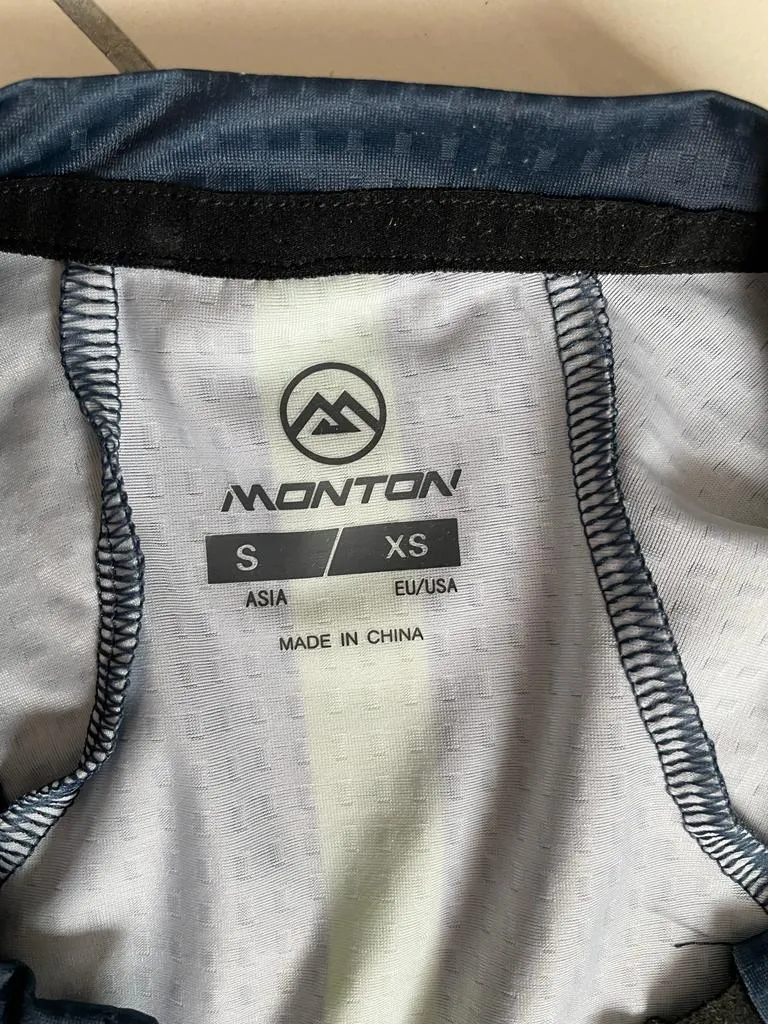 MONTON
S / XS
ASIA EU/USA
MADE IN CHINA